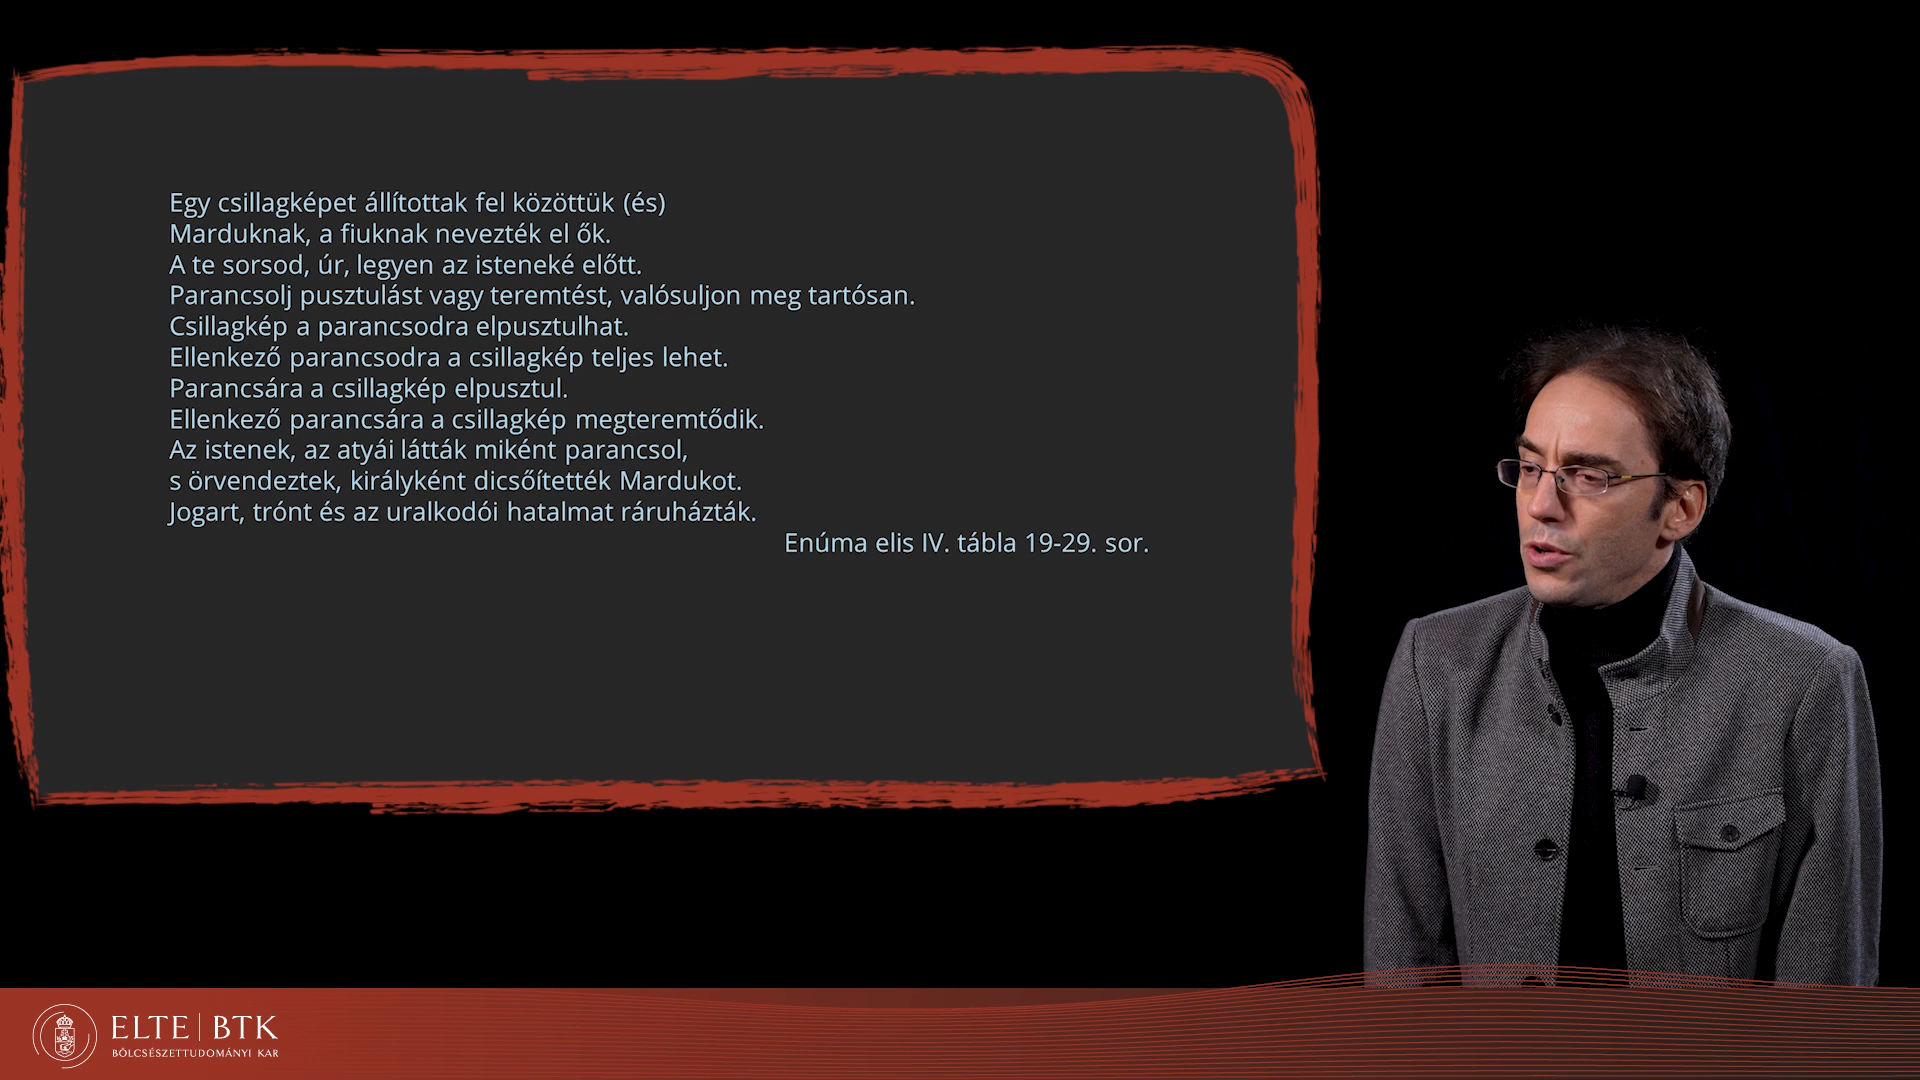 Egy csillagképet állítottak fel közöttük (és)
Marduknak, a fiuknak nevezték el ők.
A te sorsod, úr, legyen az isteneké előtt.
Parancsolj pusztulást vagy teremtést, valósuljon meg tartósan.
Csillagkép a parancsodra elpusztulhat.
Ellenkező parancsodra a csillagkép teljes lehet.
Parancsára a csillagkép elpusztul.
Ellenkező parancsára a csillagkép megteremtődik.
Az istenek, az atyái látták miként parancsol,
s örvendeztek, királyként dicsőítették Mardukot.
Jogart, trónt és az uralkodói hatalmat ráruházták.
Enúma elis IV. tábla 19-29. sor.
ELTE | BTK
BÖLCSÉSZETTUDOMÁNYI KAR